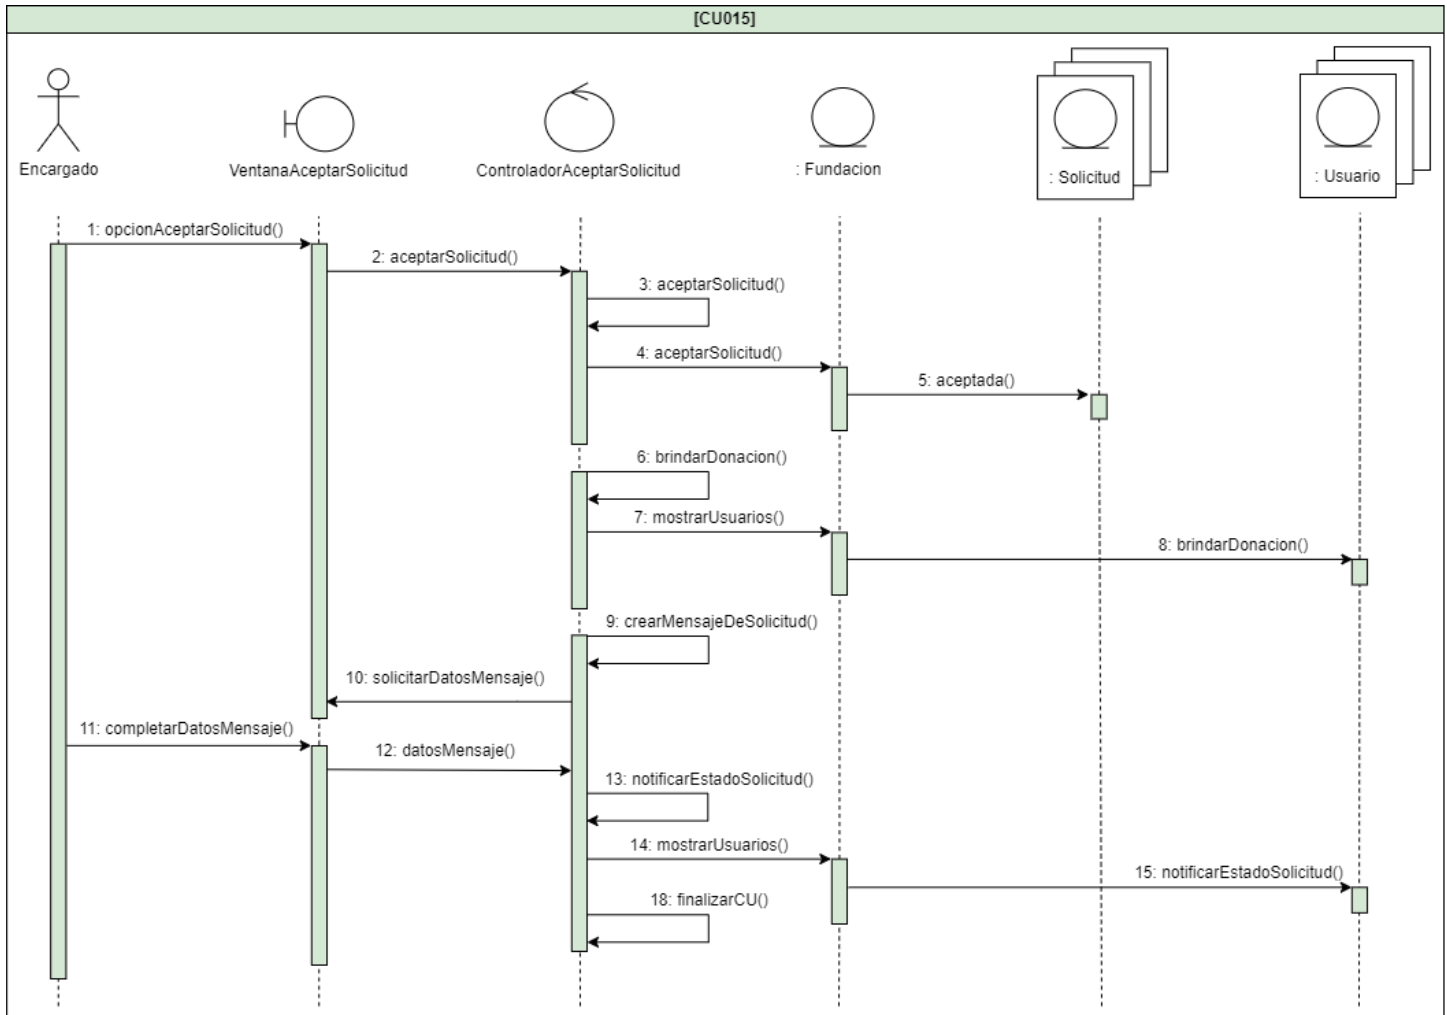 [CU015]
Encargado
VentanaAceptarSolicitud
ControladorAceptarSolicitud
: Fundacion
: Solicitud
: Usuario
1: opcionAceptarSolicitud()
2: aceptarSolicitud()
3: aceptarSolicitud()
4: aceptarSolicitud()
5: aceptada()
6: brindarDonacion()
7: mostrarUsuarios()
8: brindarDonacion()
9: crearMensajeDeSolicitud()
10: solicitarDatosMensaje()
11: completarDatosMensaje()
12: datosMensaje()
13: notificarEstadoSolicitud()
14: mostrarUsuarios()
15: notificarEstadoSolicitud()
18: finalizarCU()